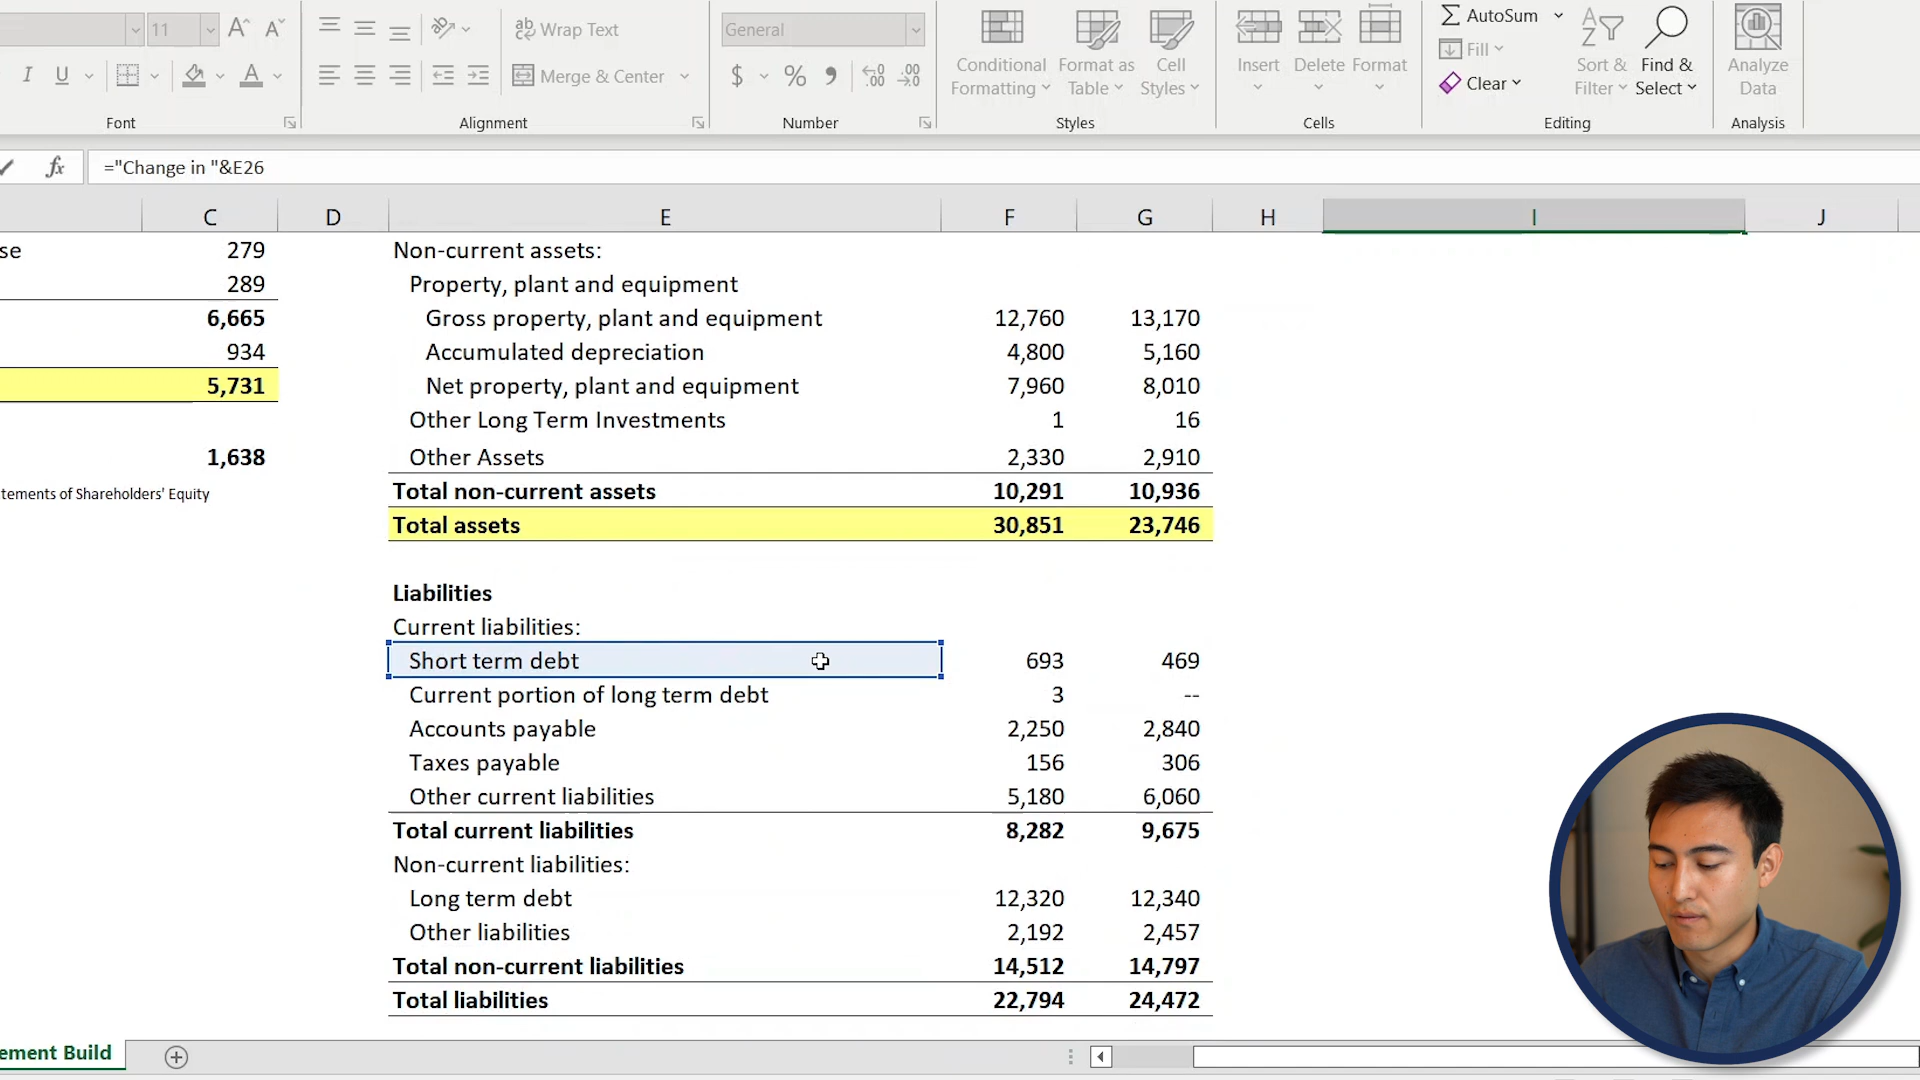 11 A A
ab Wrap Text
General
AutoSum
I U A
Merge & Center
$ %
Conditional Formatting
Format as Table
Cell Styles
Insert
Delete
Format
Fill
Clear
Sort & Filter
Find & Select
Analyze Data
Font
Alignment
Number
Styles
Cells
Editing
Analysis
fx ="Change in "&E26
C D E F G H I J
se 279 Non-current assets:
289 Property, plant and equipment
6,665 Gross property, plant and equipment 12,760 13,170
934 Accumulated depreciation 4,800 5,160
5,731 Net property, plant and equipment 7,960 8,010
Other Long Term Investments 1 16
1,638 Other Assets 2,330 2,910
tements of Shareholders' Equity Total non-current assets 10,291 10,936
Total assets 30,851 23,746
Liabilities
Current liabilities:
Short term debt 693 469
Current portion of long term debt 3 --
Accounts payable 2,250 2,840
Taxes payable 156 306
Other current liabilities 5,180 6,060
Total current liabilities 8,282 9,675
Non-current liabilities:
Long term debt 12,320 12,340
Other liabilities 2,192 2,457
Total non-current liabilities 14,512 14,797
Total liabilities 22,794 24,472
ement Build